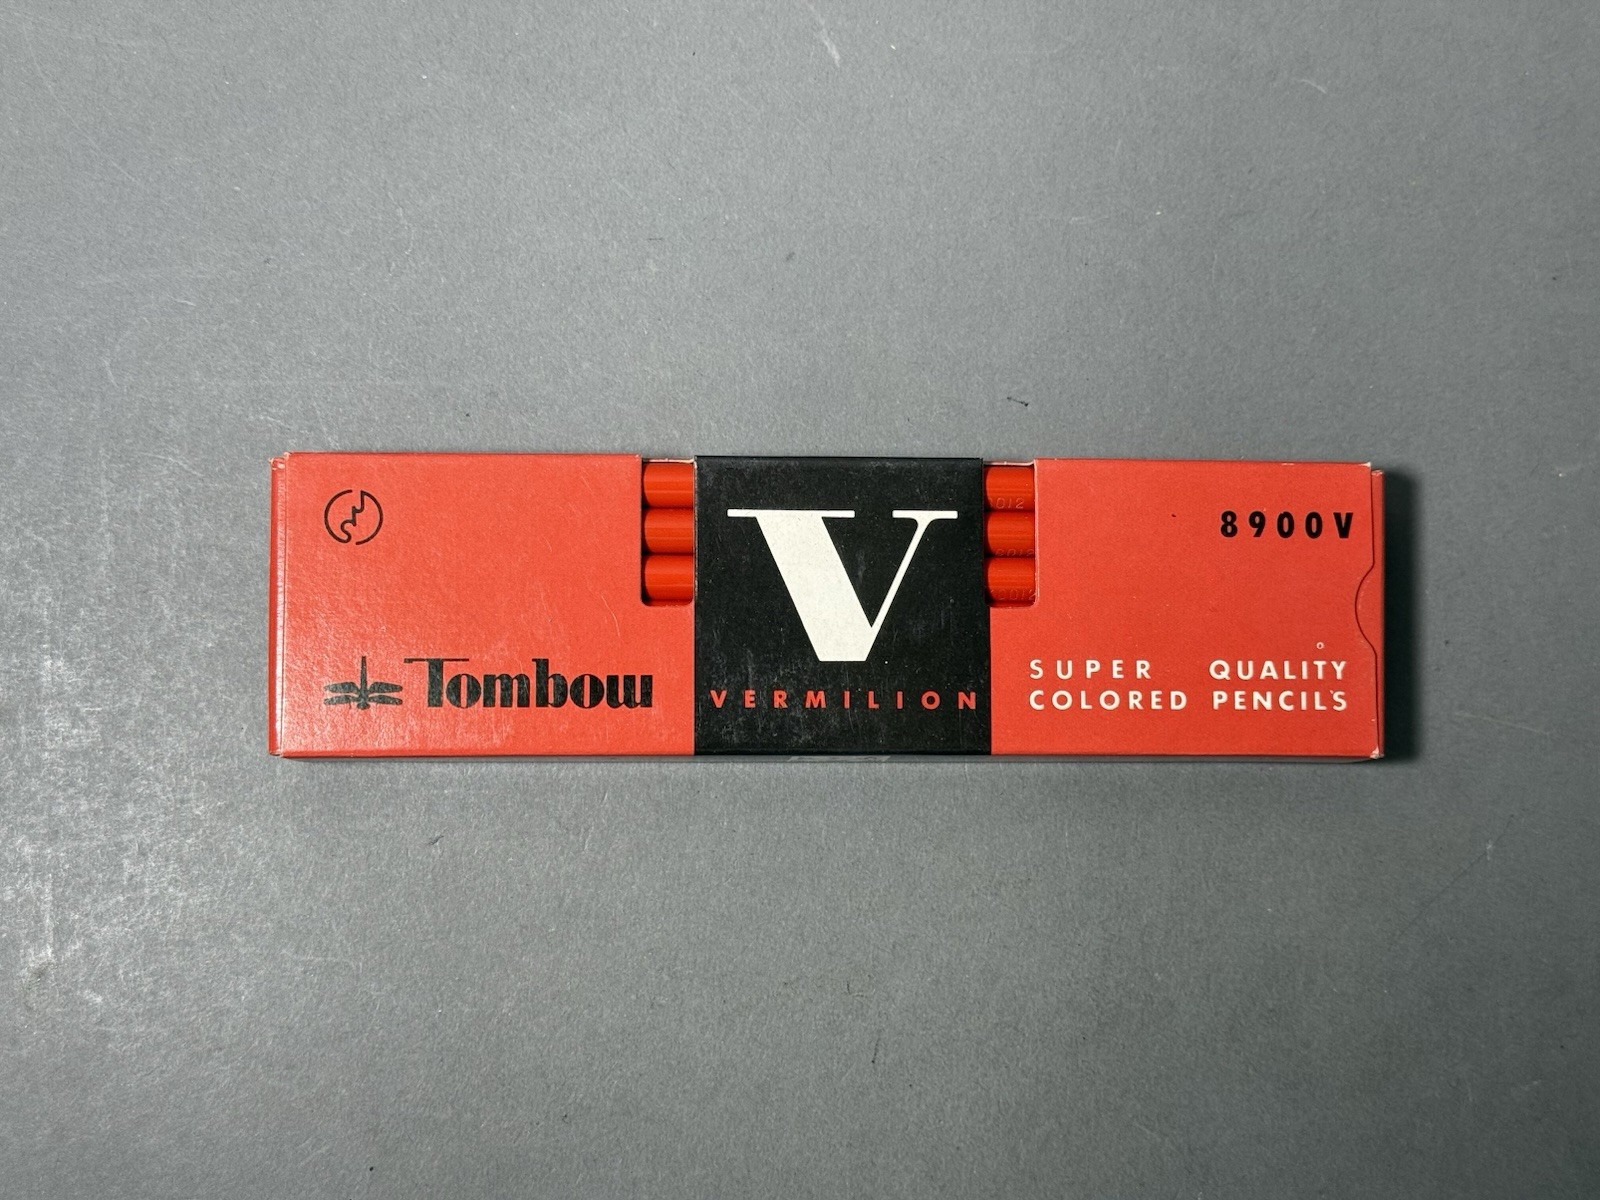 8900V
Tombow
V
VERMILION
SUPER QUALITY
COLORED PENCILS